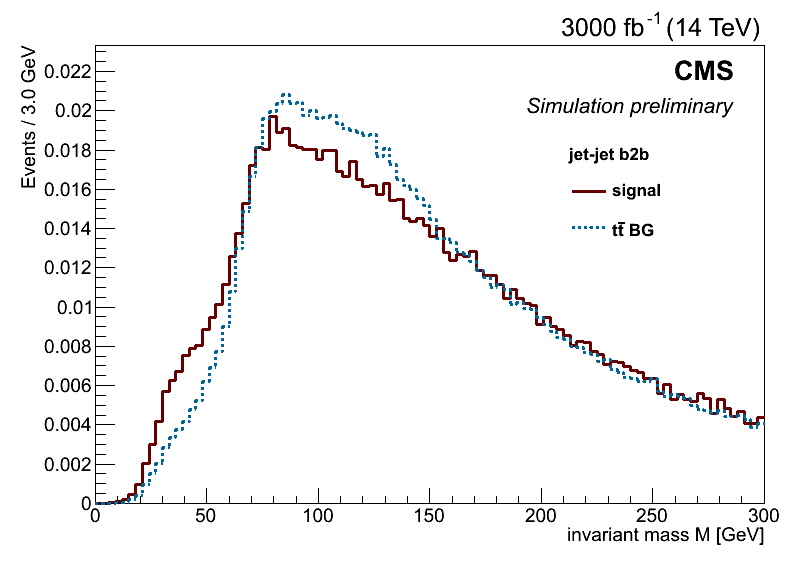 3000 fb⁻¹ (14 TeV)
CMS
Simulation preliminary
jet-jet b2b
signal
tt̄ BG
Events / 3.0 GeV
0.022
0.02
0.018
0.016
0.014
0.012
0.01
0.008
0.006
0.004
0.002
0
0 50 100 150 200 250 300
invariant mass M [GeV]